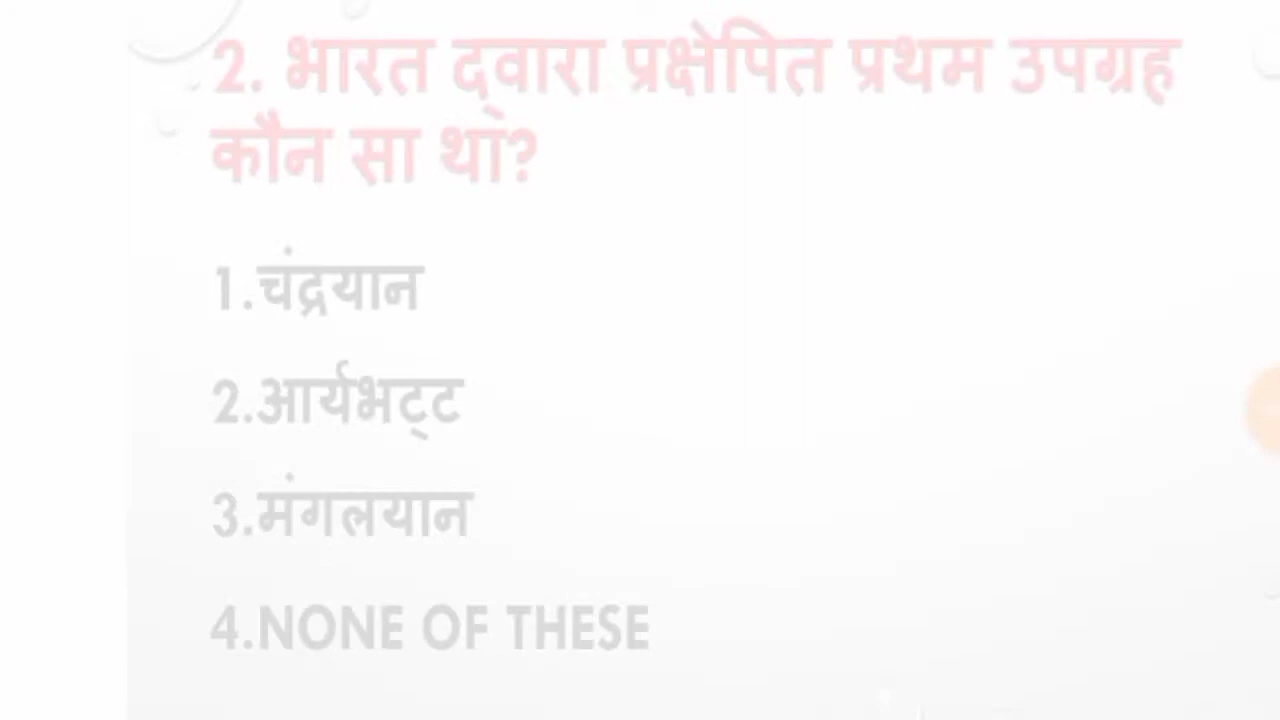 2. भारत द्वारा प्रक्षेपित प्रथम उपग्रह
कौन सा था?
1.चंद्रयान
2.आर्यभट्ट
3.मंगलयान
4.NONE OF THESE